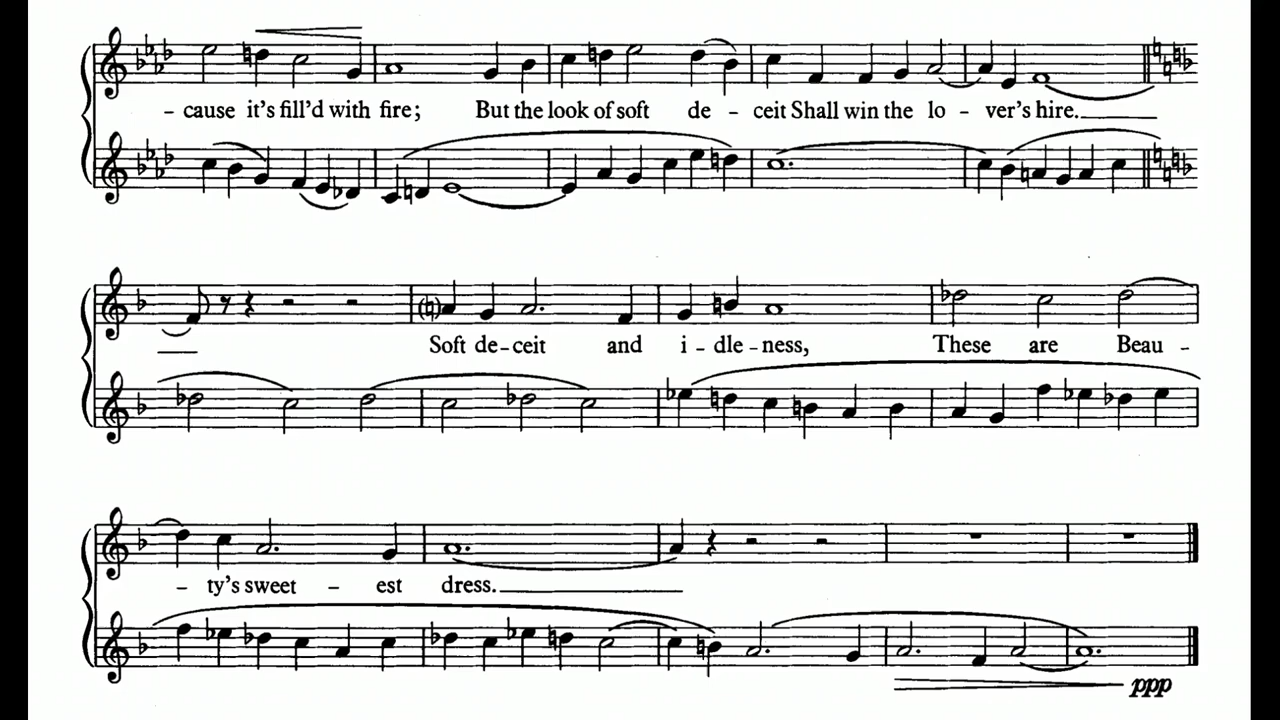 – cause it's fill'd with fire; But the look of soft de – ceit Shall win the lo – ver's hire.
Soft de – ceit and i – dle – ness, These are Beau –
– ty's sweet – est dress.
ppp